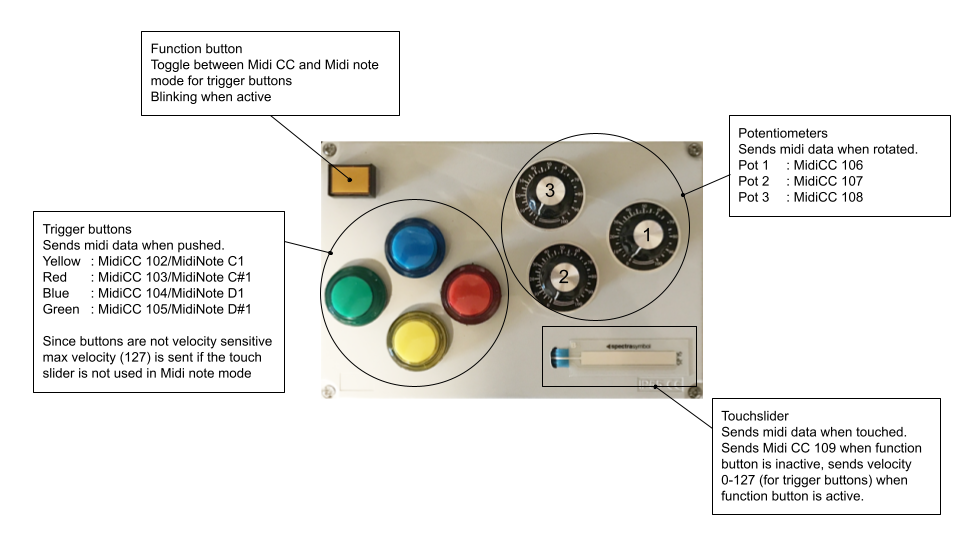 Function button
Toggle between Midi CC and Midi note
mode for trigger buttons
Blinking when active
Potentiometers
Sends midi data when rotated.
Pot 1 : MidiCC 106
Pot 2 : MidiCC 107
Pot 3 : MidiCC 108
Trigger buttons
Sends midi data when pushed.
Yellow : MidiCC 102/MidiNote C1
Red : MidiCC 103/MidiNote C#1
Blue : MidiCC 104/MidiNote D1
Green : MidiCC 105/MidiNote D#1
Since buttons are not velocity sensitive
max velocity (127) is sent if the touch
slider is not used in Midi note mode
3
1
2
spectrasymbol
Touchslider
Sends midi data when touched.
Sends Midi CC 109 when function
button is inactive, sends velocity
0-127 (for trigger buttons) when
function button is active.